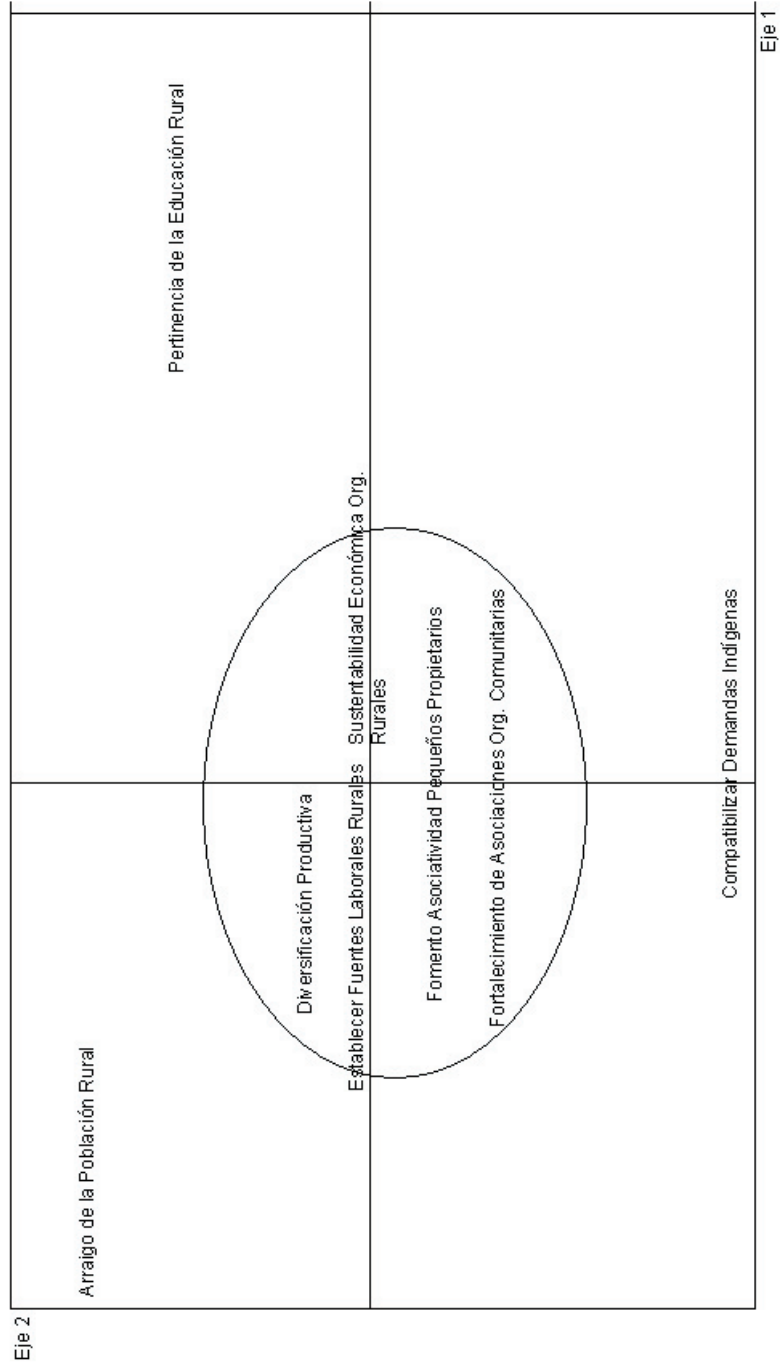 Eje 2
Arraigo de la Población Rural
Pertinencia de la Educación Rural
Diversificación Productiva
Establecer Fuentes Laborales Rurales
Sustentabilidad Económica Org.
Rurales
Fomento Asociatividad Pequeños Propietarios
Fortalecimiento de Asociaciones Org. Comunitarias
Compatibilizar Demandas Indígenas
Eje 1